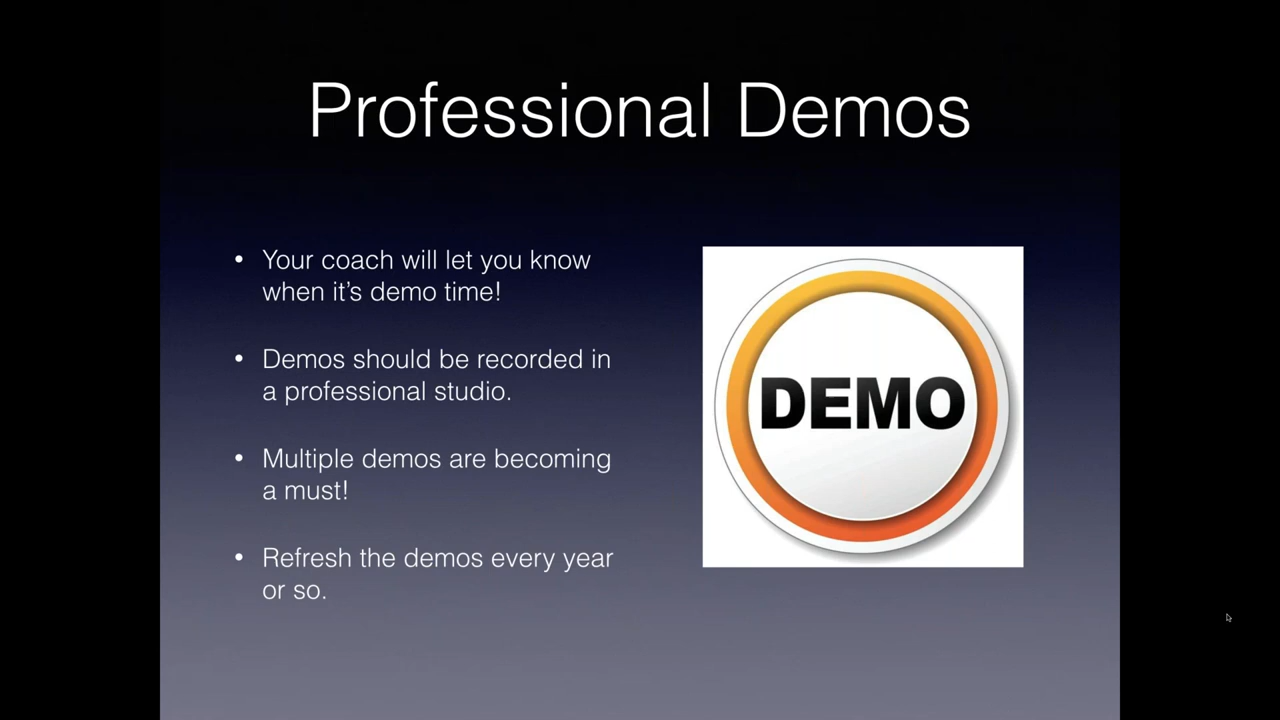 Professional Demos
• Your coach will let you know
when it’s demo time!
• Demos should be recorded in
a professional studio.
• Multiple demos are becoming
a must!
• Refresh the demos every year
or so.
DEMO